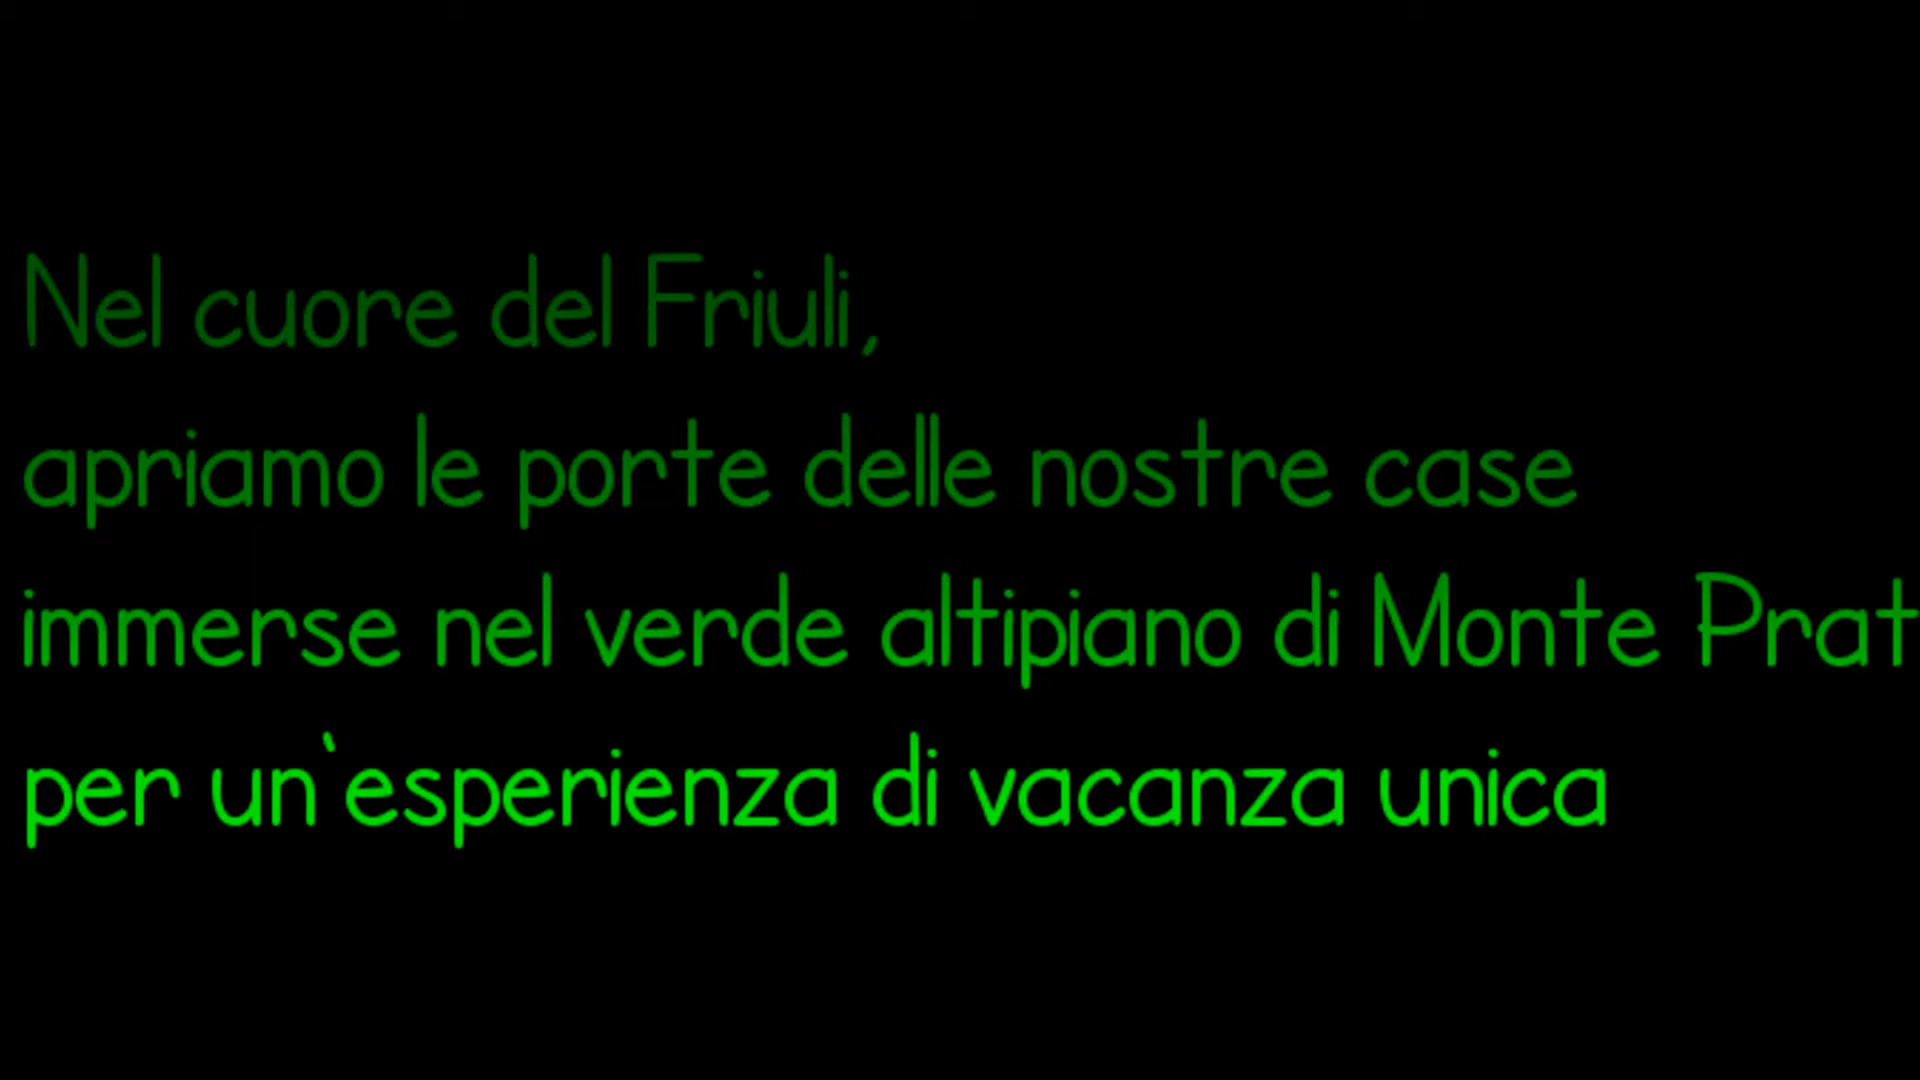 Nel cuore del Friuli,
apriamo le porte delle nostre case
immerse nel verde altipiano di Monte Prat
per un'esperienza di vacanza unica